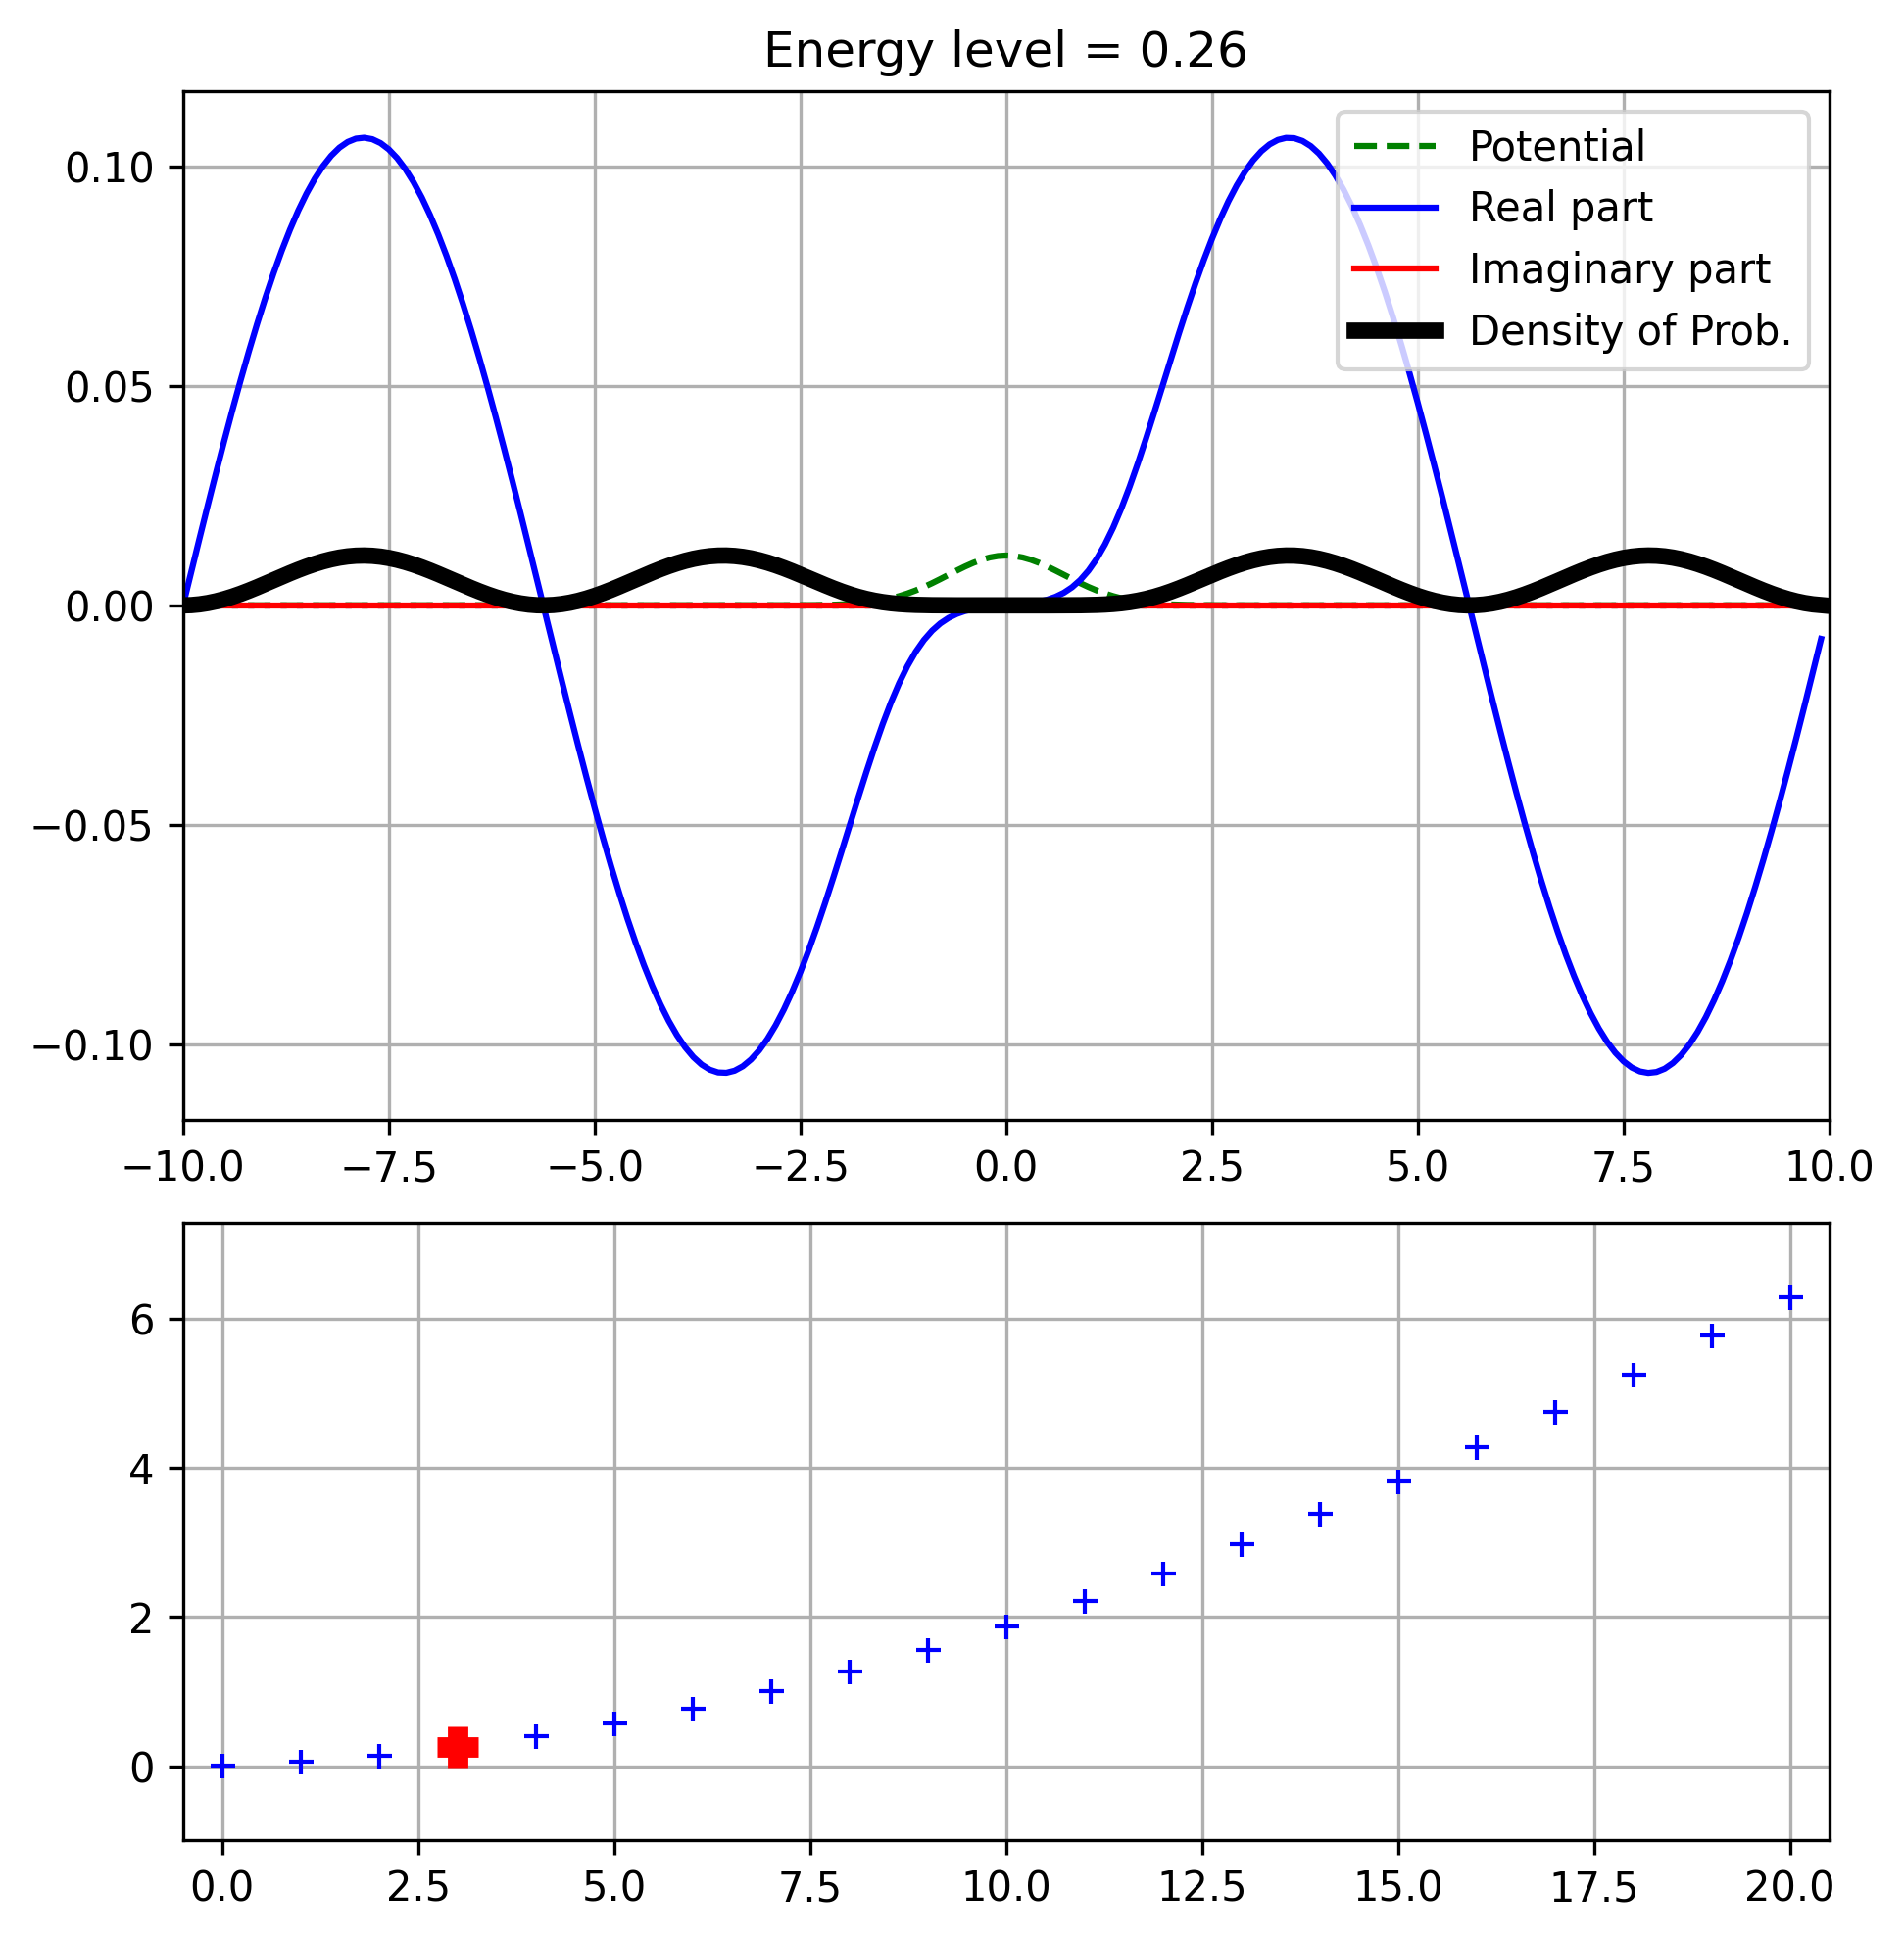 Energy level = 0.26
Potential
Real part
Imaginary part
Density of Prob.
0.10
0.05
0.00
−0.05
−0.10
−10.0 −7.5 −5.0 −2.5 0.0 2.5 5.0 7.5 10.0
6
4
2
0
0.0 2.5 5.0 7.5 10.0 12.5 15.0 17.5 20.0